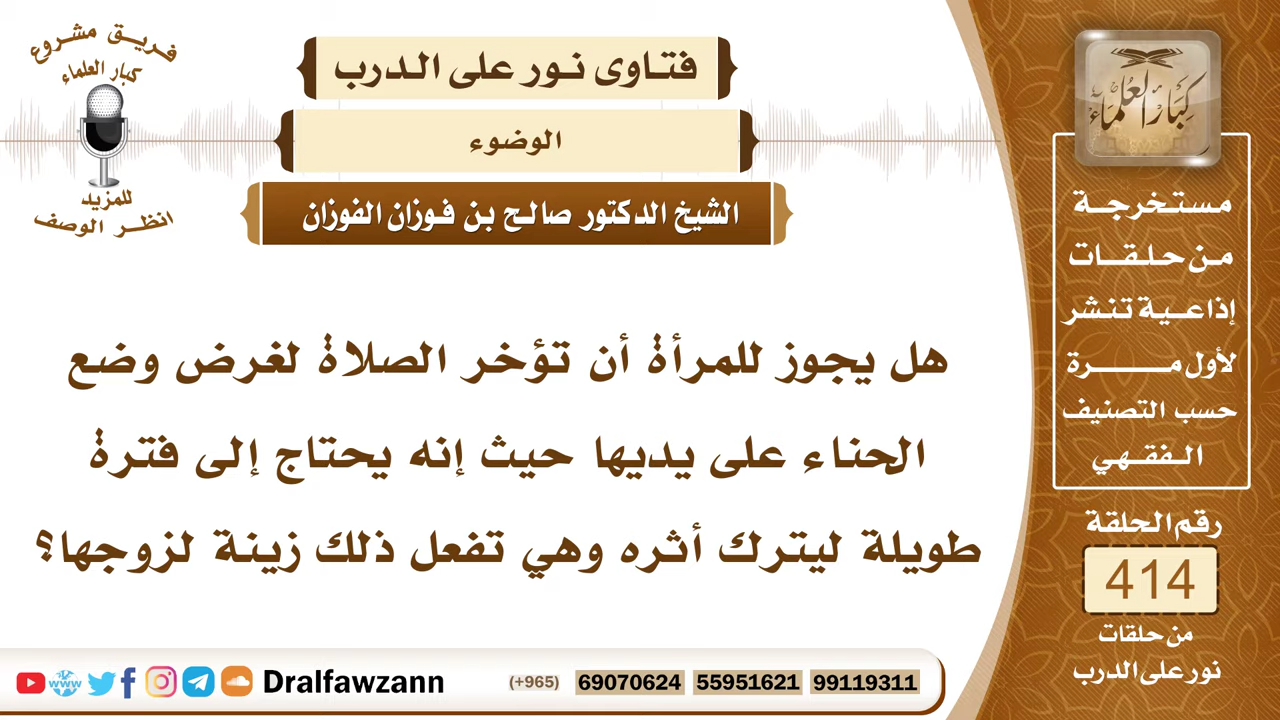 فريق مشروع
كبار العلماء
للمزيد
انظر الوصف
فتاوى نور على الدرب
الوضوء
الشيخ الدكتور صالح بن فوزان الفوزان
هل يجوز للمرأة أن تؤخر الصلاة لغرض وضع
الحناء على يديها حيث إنه يحتاج إلى فترة
طويلة ليترك أثره وهي تفعل ذلك زينة لزوجها؟
كبار العلماء
مستخرجة
من حلقات
إذاعية تنشر
لأول مرة
حسب التصنيف
الفقهي
رقم الحلقة
414
من حلقات
نور على الدرب
www Dralfawzann (+965) 69070624 55951621 99119311